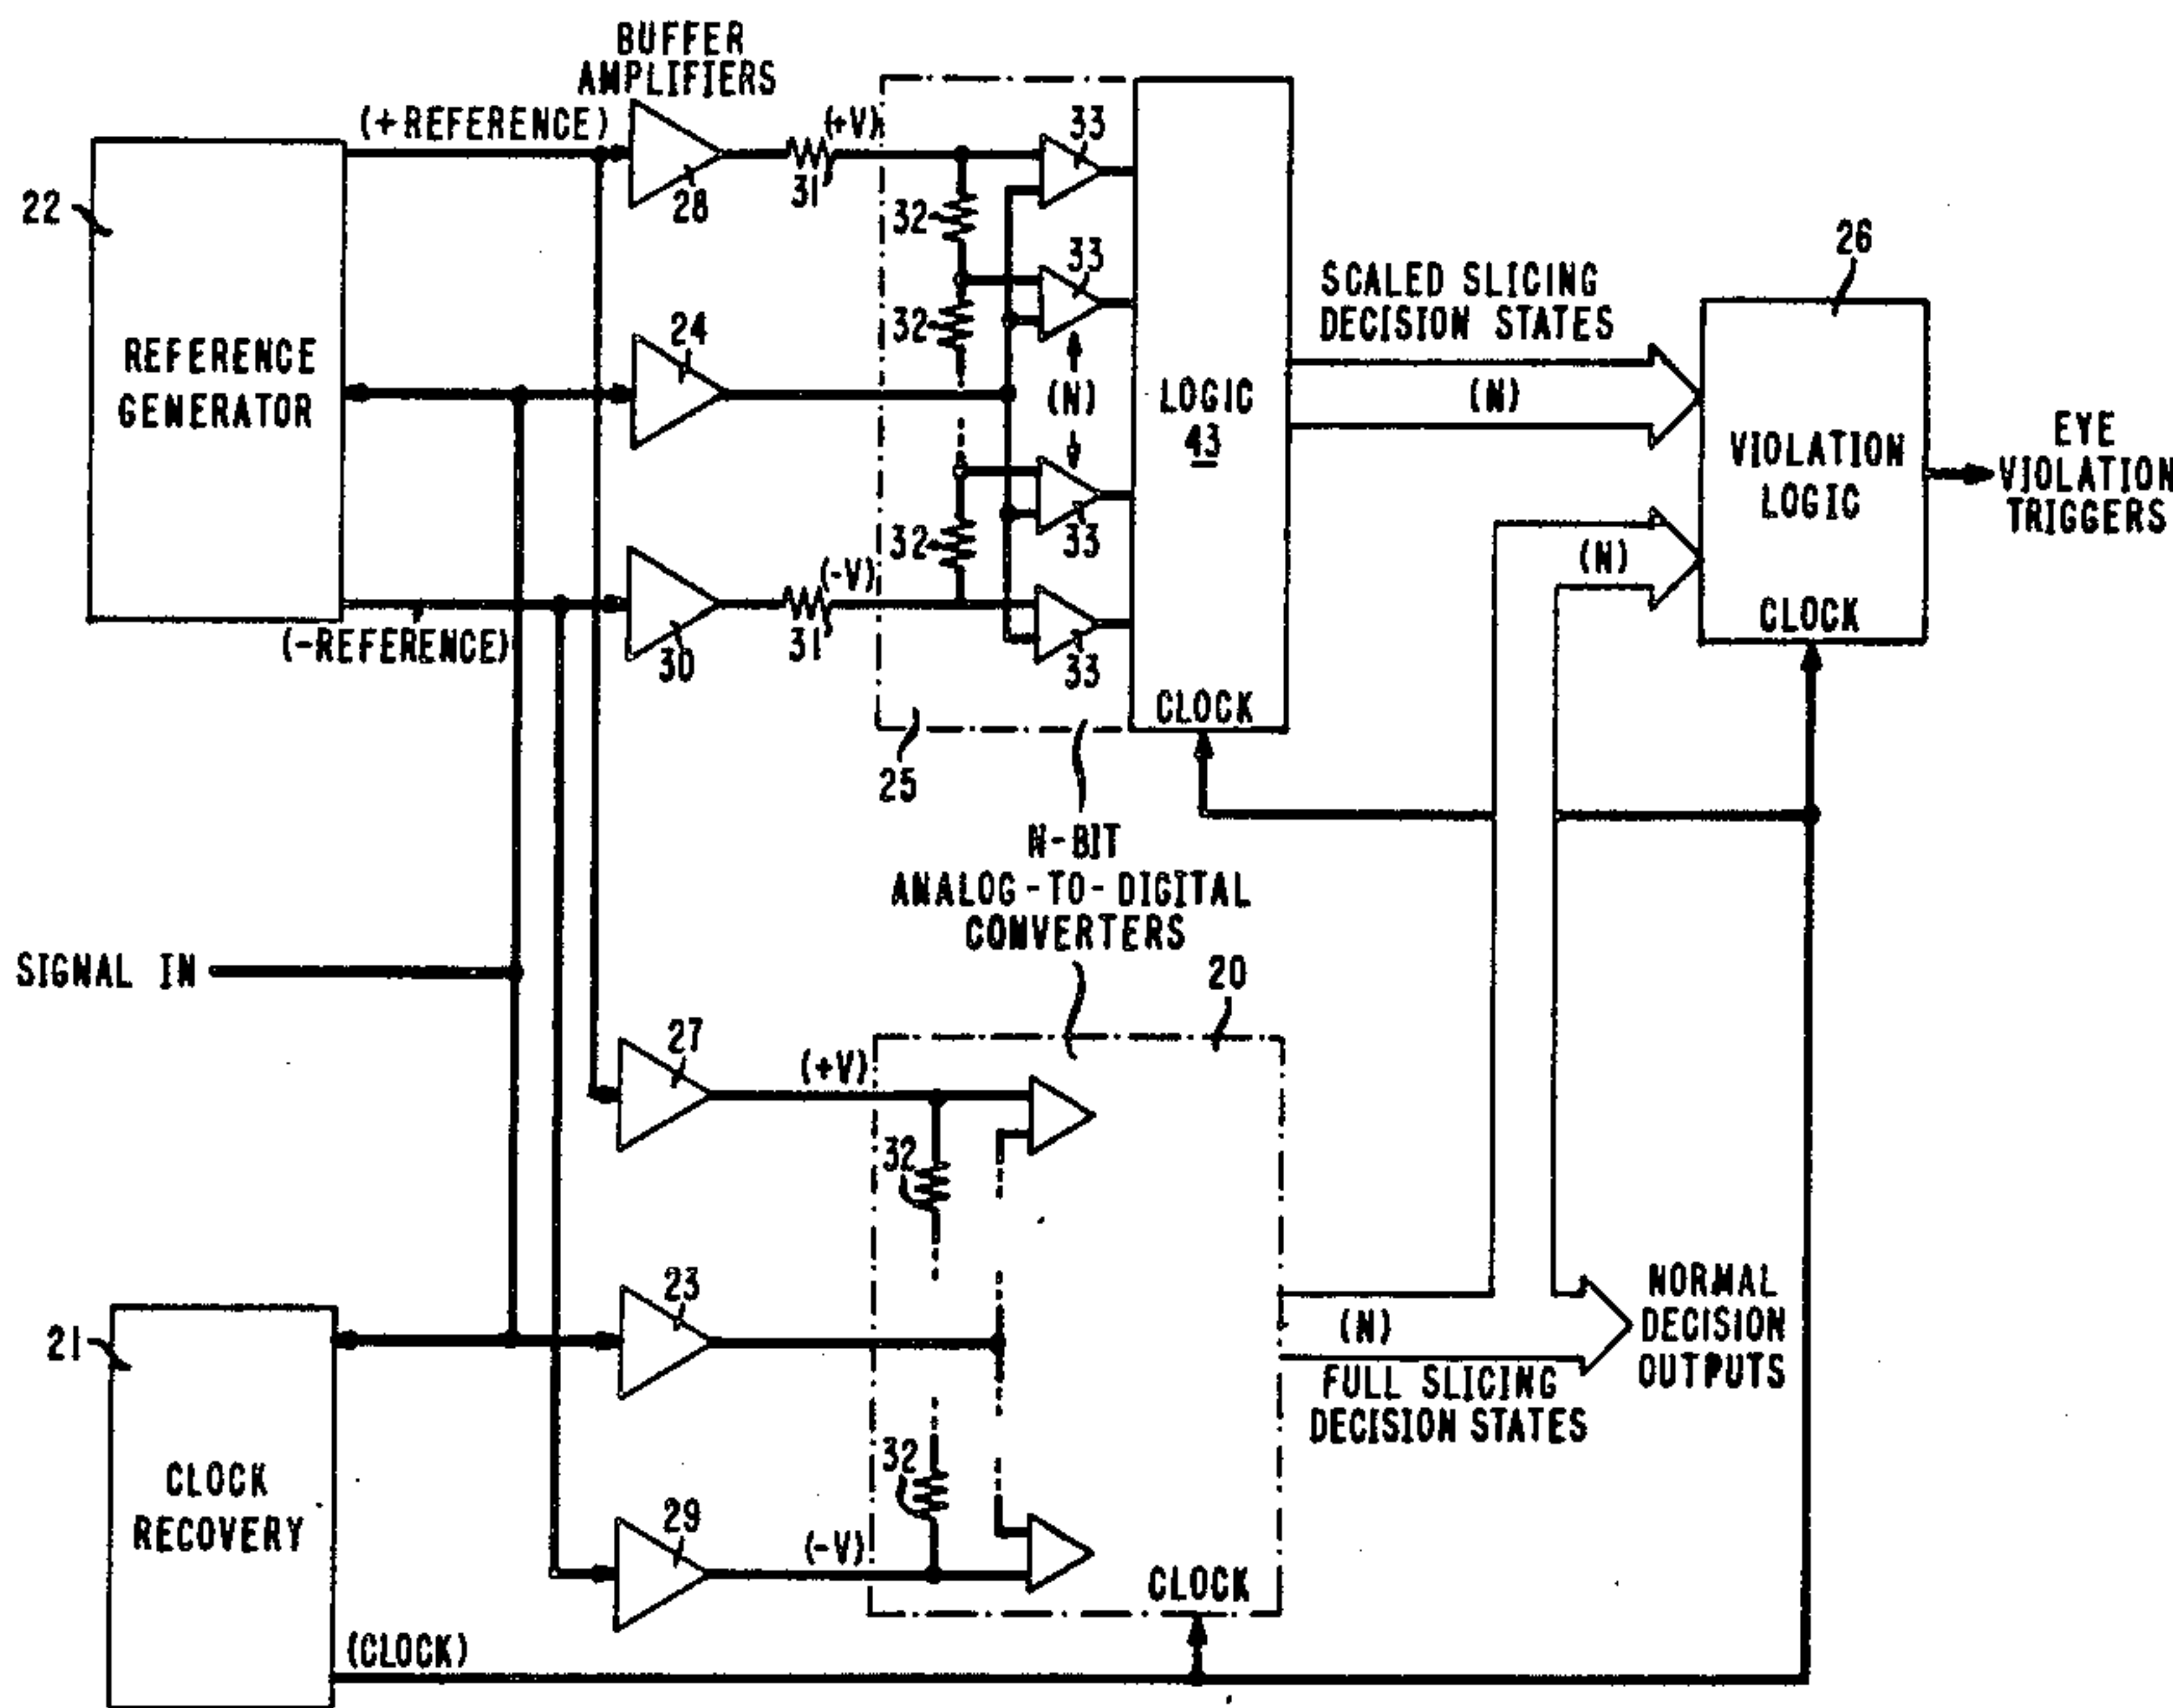 BUFFER
AMPLIFIERS
(+REFERENCE)
28
31
(+V)
33
22
32
33
32
REFERENCE
GENERATOR
24
(N)
LOGIC
43
SCALED SLICING
DECISION STATES
(N)
26
VIOLATION
LOGIC
CLOCK
EYE
VIOLATION
TRIGGERS
(N)
32
33
(-V)
(-REFERENCE)
30
31
33
CLOCK
25
N-BIT
ANALOG-TO-DIGITAL
CONVERTERS
SIGNAL IN
20
27
(+V)
32
23
21
(N)
FULL SLICING
DECISION STATES
NORMAL
DECISION
OUTPUTS
32
CLOCK
RECOVERY
29
(-V)
CLOCK
(CLOCK)